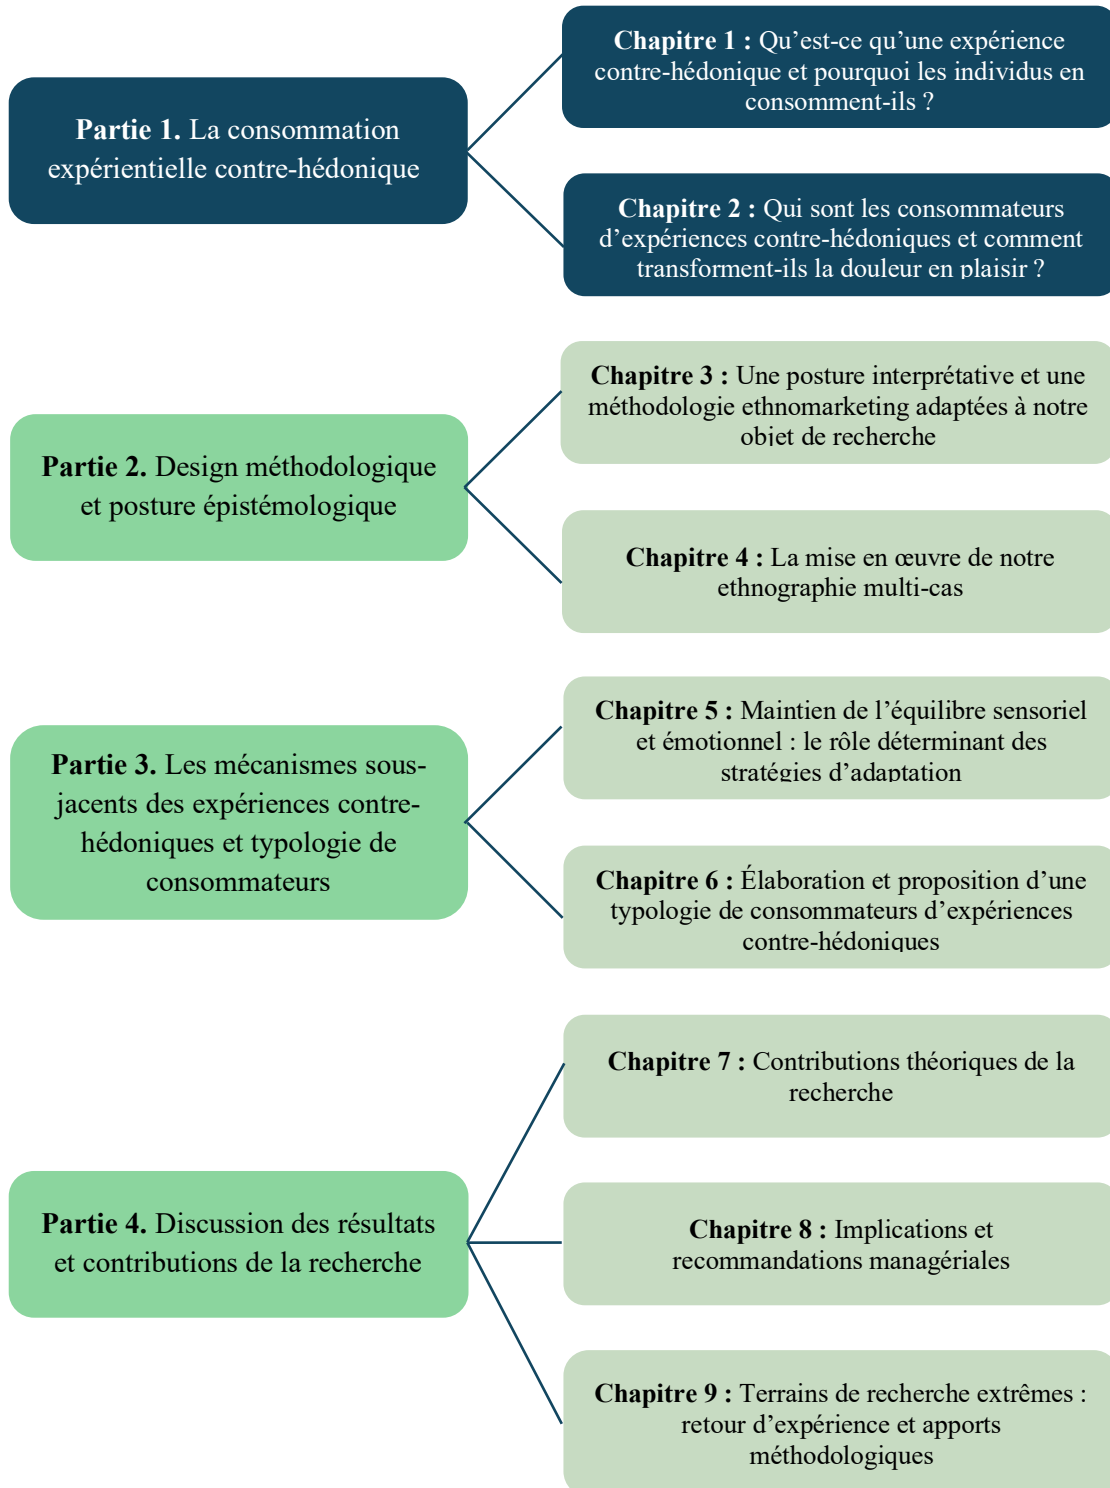 Partie 1. La consommation
expérientielle contre-hédonique
Chapitre 1 : Qu’est-ce qu’une expérience
contre-hédonique et pourquoi les individus en
consomment-ils ?
Chapitre 2 : Qui sont les consommateurs
d’expériences contre-hédoniques et comment
transforment-ils la douleur en plaisir ?
Partie 2. Design méthodologique
et posture épistémologique
Chapitre 3 : Une posture interprétative et une
méthodologie ethnomarketing adaptées à notre
objet de recherche
Chapitre 4 : La mise en œuvre de notre
ethnographie multi-cas
Partie 3. Les mécanismes sous-
jacents des expériences contre-
hédoniques et typologie de
consommateurs
Chapitre 5 : Maintien de l’équilibre sensoriel
et émotionnel : le rôle déterminant des
stratégies d’adaptation
Chapitre 6 : Élaboration et proposition d’une
typologie de consommateurs d’expériences
contre-hédoniques
Partie 4. Discussion des résultats
et contributions de la recherche
Chapitre 7 : Contributions théoriques de la
recherche
Chapitre 8 : Implications et
recommandations managériales
Chapitre 9 : Terrains de recherche extrêmes :
retour d’expérience et apports
méthodologiques